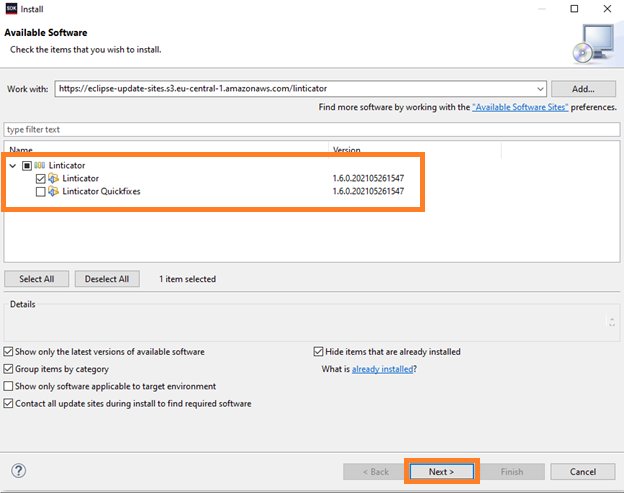 SDK Install
Available Software
Check the items that you wish to install.
Work with: https://eclipse-update-sites.s3.eu-central-1.amazonaws.com/linticator Add...
Find more software by working with the "Available Software Sites" preferences.
type filter text
Name Version
Linticator
Linticator 1.6.0.202105261547
Linticator Quickfixes 1.6.0.202105261547
Select All Deselect All 1 item selected
Details
Show only the latest versions of available software Hide items that are already installed
Group items by category What is already installed?
Show only software applicable to target environment
Contact all update sites during install to find required software
? < Back Next > Finish Cancel